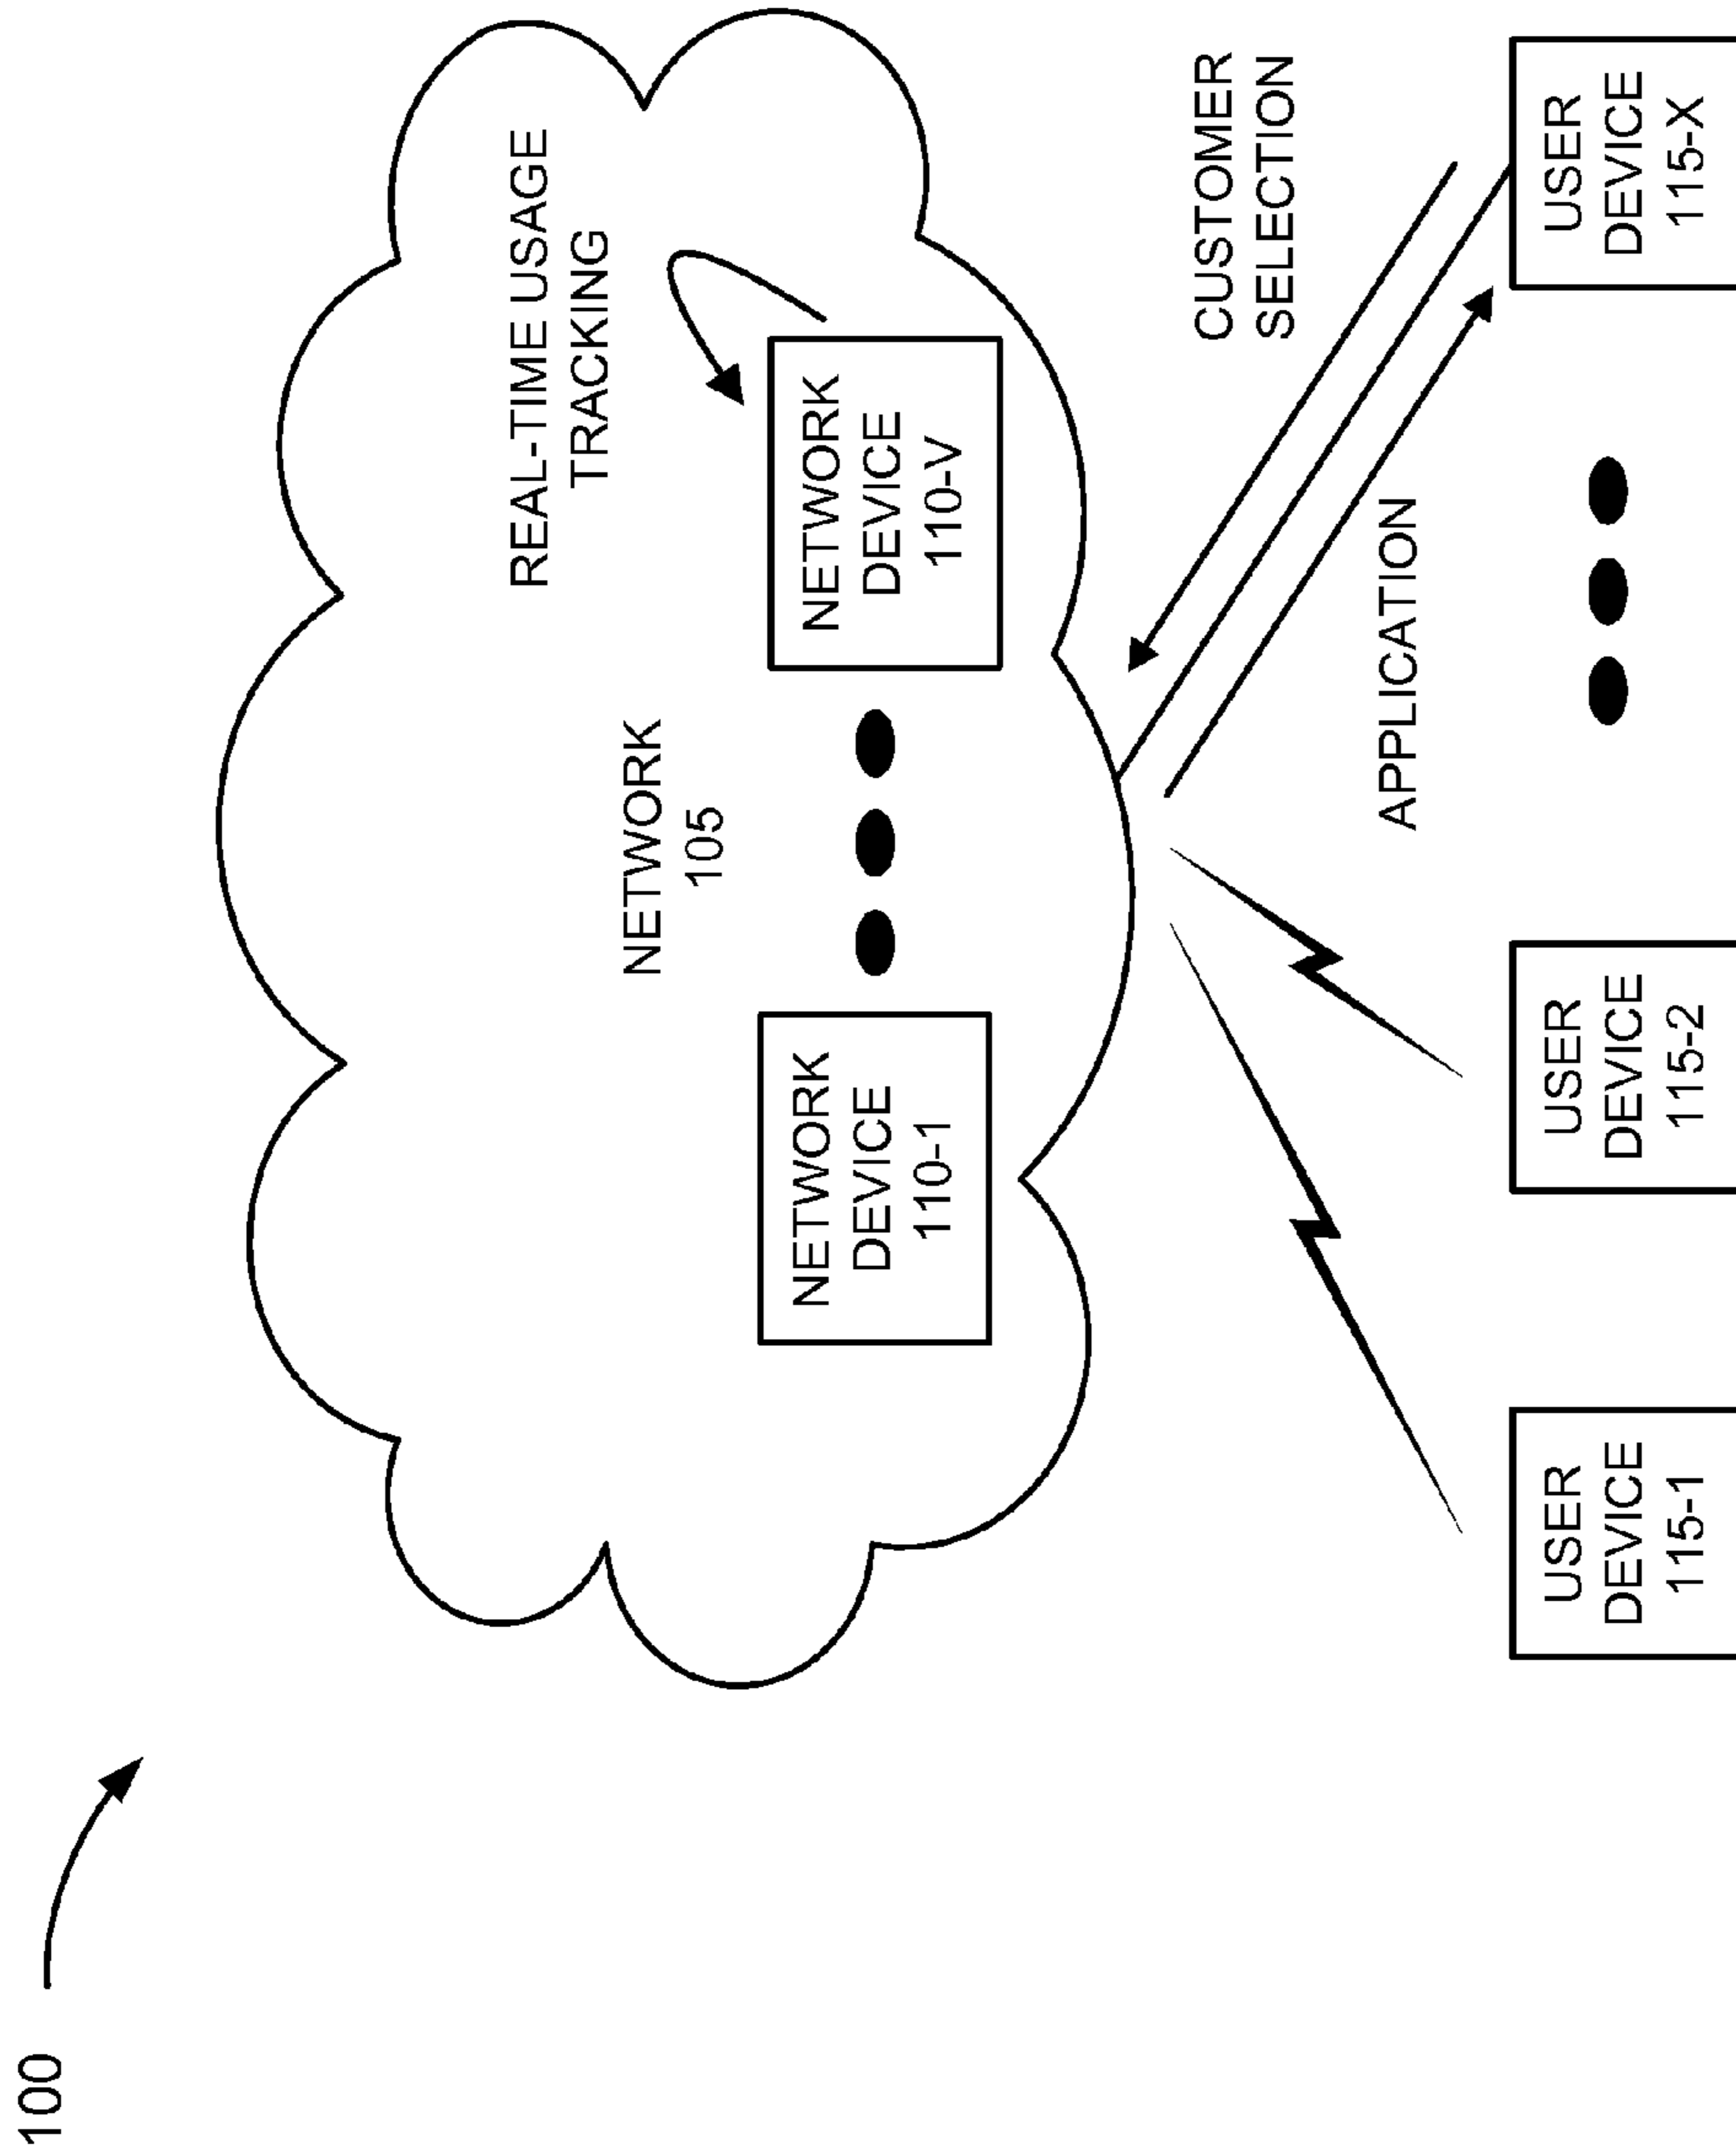 100
REAL-TIME USAGE
TRACKING
NETWORK
105
NETWORK
DEVICE
110-1
NETWORK
DEVICE
110-V
CUSTOMER
SELECTION
APPLICATION
USER
DEVICE
115-1
USER
DEVICE
115-2
USER
DEVICE
115-X